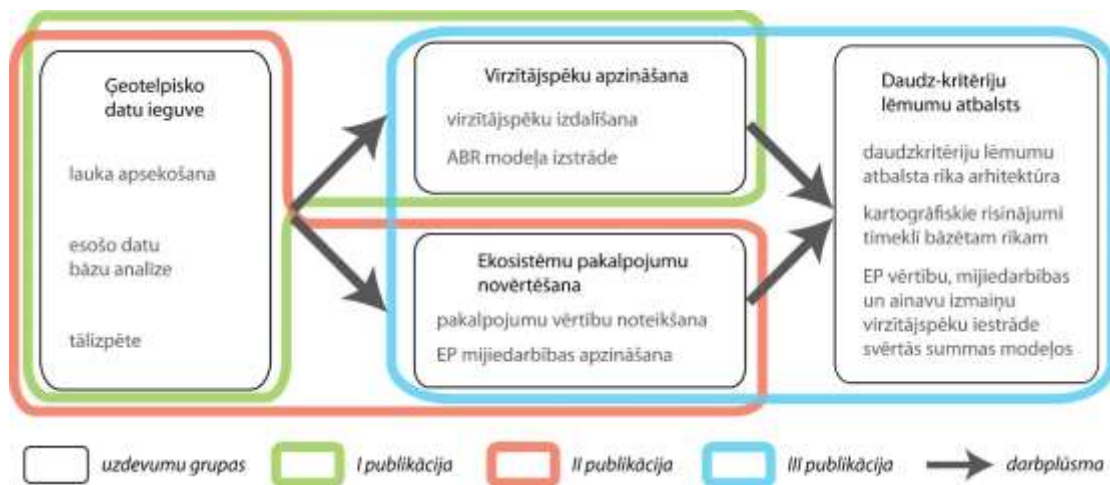 Ģeotelpisko
datu ieguve
lauka apsekošana
esošo datu
bāzu analīze
tālizpēte
Virzītājspēku apzināšana
virzītājspēku izdalīšana
ABR modeļa izstrāde
Ekosistēmu pakalpojumu
novērtēšana
pakalpojumu vērtību noteikšana
EP mijiedarbības apzināšana
Daudz-kritēriju
lēmumu atbalsts
daudzkritēriju lēmumu
atbalsta rīka arhitektūra
kartogrāfiskie risinājumi
tīmeklī bāzētam rīkam
EP vērtību, mijiedarbības
un ainavu izmaiņu
virzītājspēku iestrāde
svērtās summas modeļos
uzdevumu grupas
I publikācija
II publikācija
III publikācija
darbplūsma